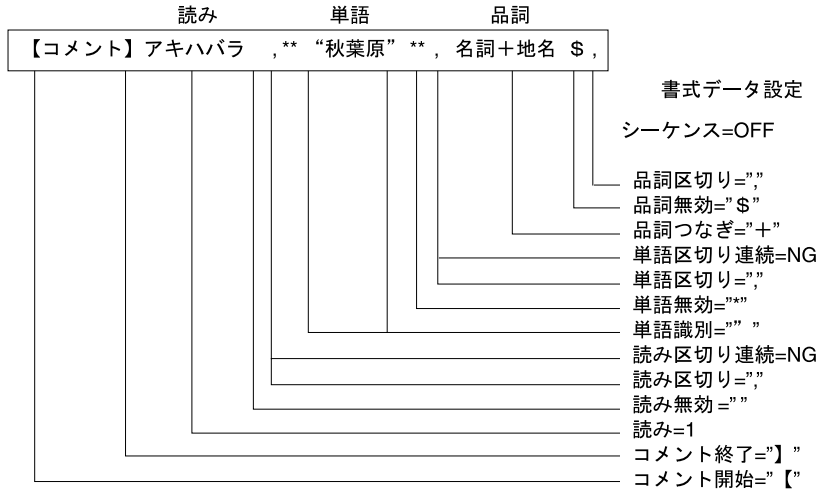 読み 単語 品詞
【コメント】アキハバラ ,** “秋葉原” ** , 名詞＋地名 ＄ ,
書式データ設定
シーケンス=OFF
品詞区切り=”,”
品詞無効=”＄”
品詞つなぎ=”＋”
単語区切り連続=NG
単語区切り=”,”
単語無効=”*”
単語識別=”” ”
読み区切り連続=NG
読み区切り=”,”
読み無効=” ”
読み=1
コメント終了=”】”
コメント開始=”【”